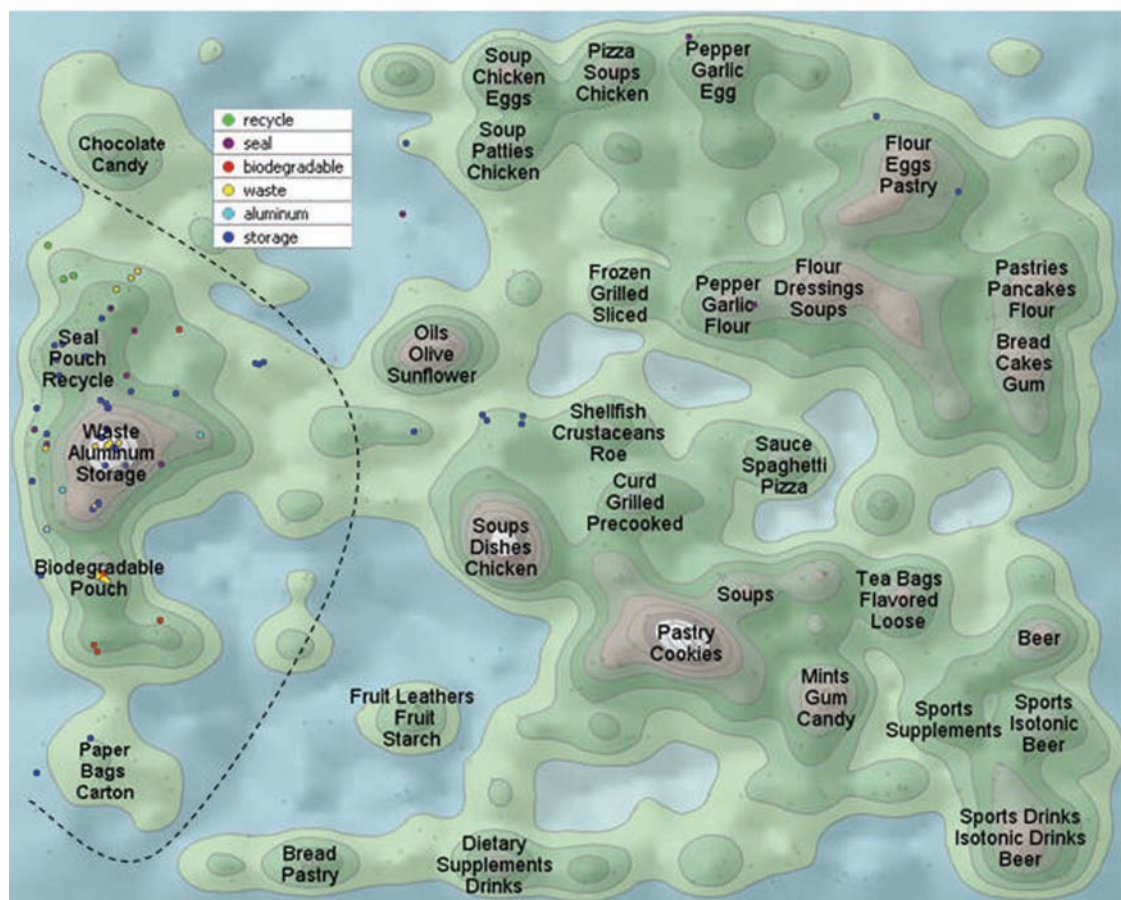 Soup
Chicken
Eggs
Pizza
Soups
Chicken
Pepper
Garlic
Egg
Chocolate
Candy
recycle
seal
biodegradable
waste
aluminum
storage
Soup
Patties
Chicken
Flour
Eggs
Pastry
Frozen
Grilled
Sliced
Pepper
Garlic
Flour
Flour
Dressings
Soups
Pastries
Pancakes
Flour
Seal
Pouch
Recycle
Oils
Olive
Sunflower
Bread
Cakes
Gum
Waste
Aluminum
Storage
Shellfish
Crustaceans
Roe
Sauce
Spaghetti
Pizza
Curd
Grilled
Precooked
Soups
Dishes
Chicken
Biodegradable
Pouch
Soups
Tea Bags
Flavored
Loose
Pastry
Cookies
Beer
Fruit Leathers
Fruit
Starch
Mints
Gum
Candy
Sports
Supplements
Sports
Isotonic
Beer
Paper
Bags
Carton
Sports Drinks
Isotonic Drinks
Beer
Bread
Pastry
Dietary
Supplements
Drinks